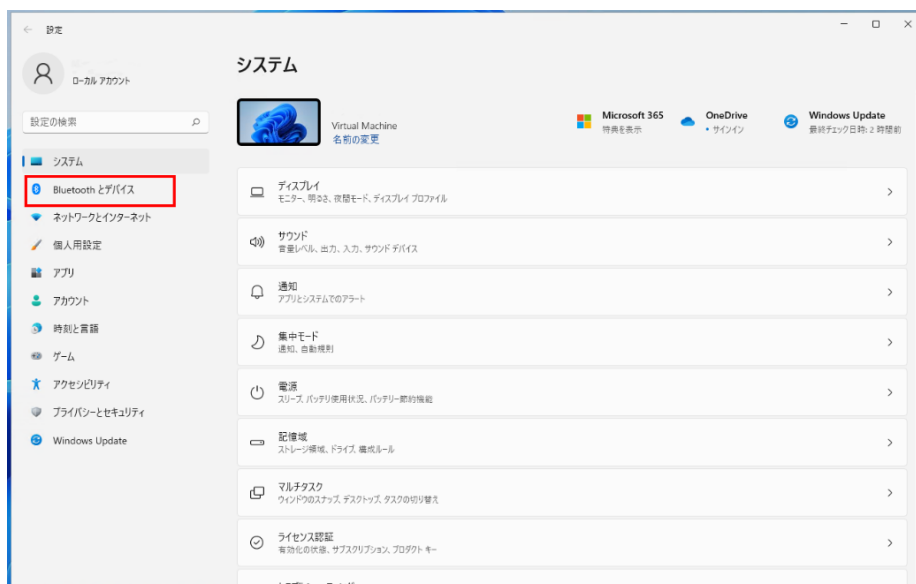 設定
ローカル アカウント
設定の検索
システム
Bluetooth とデバイス
ネットワークとインターネット
個人用設定
アプリ
アカウント
時刻と言語
ゲーム
アクセシビリティ
プライバシーとセキュリティ
Windows Update
システム
Virtual Machine
名前の変更
Microsoft 365
特典を表示
OneDrive
• サインイン
Windows Update
最終チェック日時: 2 時間前
ディスプレイ
モニター、明るさ、夜間モード、ディスプレイ プロファイル
サウンド
音量レベル、出力、入力、サウンド デバイス
通知
アプリとシステムでのアラート
集中モード
通知、自動規則
電源
スリープ、バッテリ使用状況、バッテリー節約機能
記憶域
ストレージ領域、ドライブ、構成ルール
マルチタスク
ウィンドウのスナップ、デスクトップ、タスクの切り替え
ライセンス認証
有効化の状態、サブスクリプション、プロダクト キー